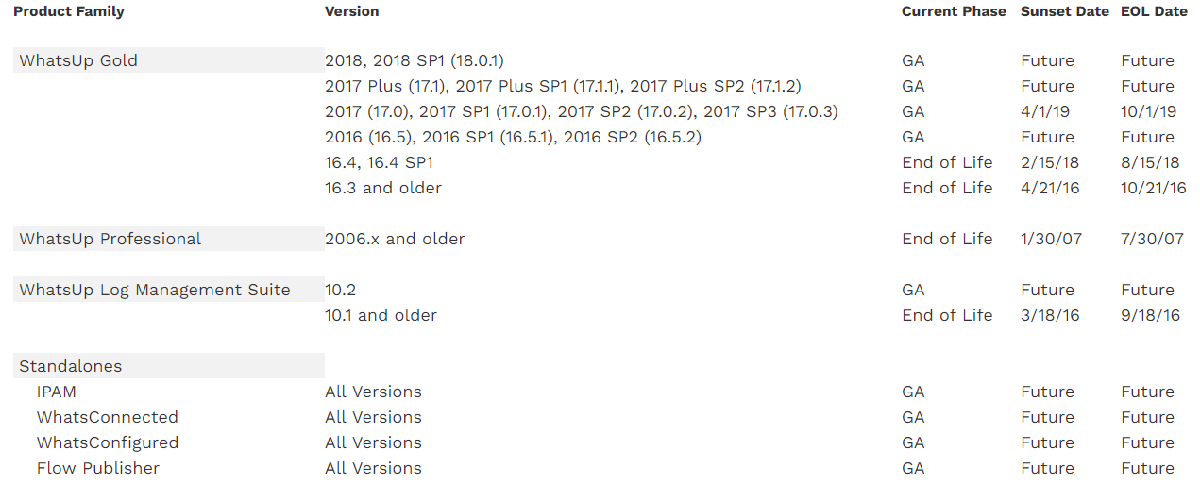 Product Family Version Current Phase Sunset Date EOL Date
WhatsUp Gold 2018, 2018 SP1 (18.0.1) GA Future Future
2017 Plus (17.1), 2017 Plus SP1 (17.1.1), 2017 Plus SP2 (17.1.2) GA Future Future
2017 (17.0), 2017 SP1 (17.0.1), 2017 SP2 (17.0.2), 2017 SP3 (17.0.3) GA 4/1/19 10/1/19
2016 (16.5), 2016 SP1 (16.5.1), 2016 SP2 (16.5.2) GA Future Future
16.4, 16.4 SP1 End of Life 2/15/18 8/15/18
16.3 and older End of Life 4/21/16 10/21/16
WhatsUp Professional 2006.x and older End of Life 1/30/07 7/30/07
WhatsUp Log Management Suite 10.2 GA Future Future
10.1 and older End of Life 3/18/16 9/18/16
Standalones
IPAM All Versions GA Future Future
WhatsConnected All Versions GA Future Future
WhatsConfigured All Versions GA Future Future
Flow Publisher All Versions GA Future Future